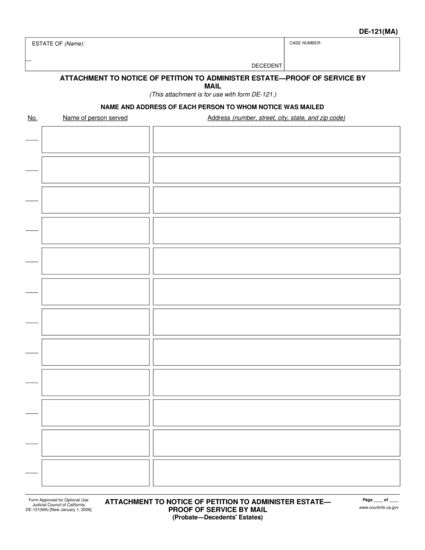 DE-121(MA)
ESTATE OF (Name):
CASE NUMBER:
DECEDENT
ATTACHMENT TO NOTICE OF PETITION TO ADMINISTER ESTATE—PROOF OF SERVICE BY
MAIL
(This attachment is for use with form DE-121.)
NAME AND ADDRESS OF EACH PERSON TO WHOM NOTICE WAS MAILED
No. Name of person served Address (number, street, city, state, and zip code)
Form Approved for Optional Use
Judicial Council of California
DE-121(MA) [New January 1, 2006]
ATTACHMENT TO NOTICE OF PETITION TO ADMINISTER ESTATE—
PROOF OF SERVICE BY MAIL
(Probate—Decedents' Estates)
Page ____ of ____
www.courtinfo.ca.gov